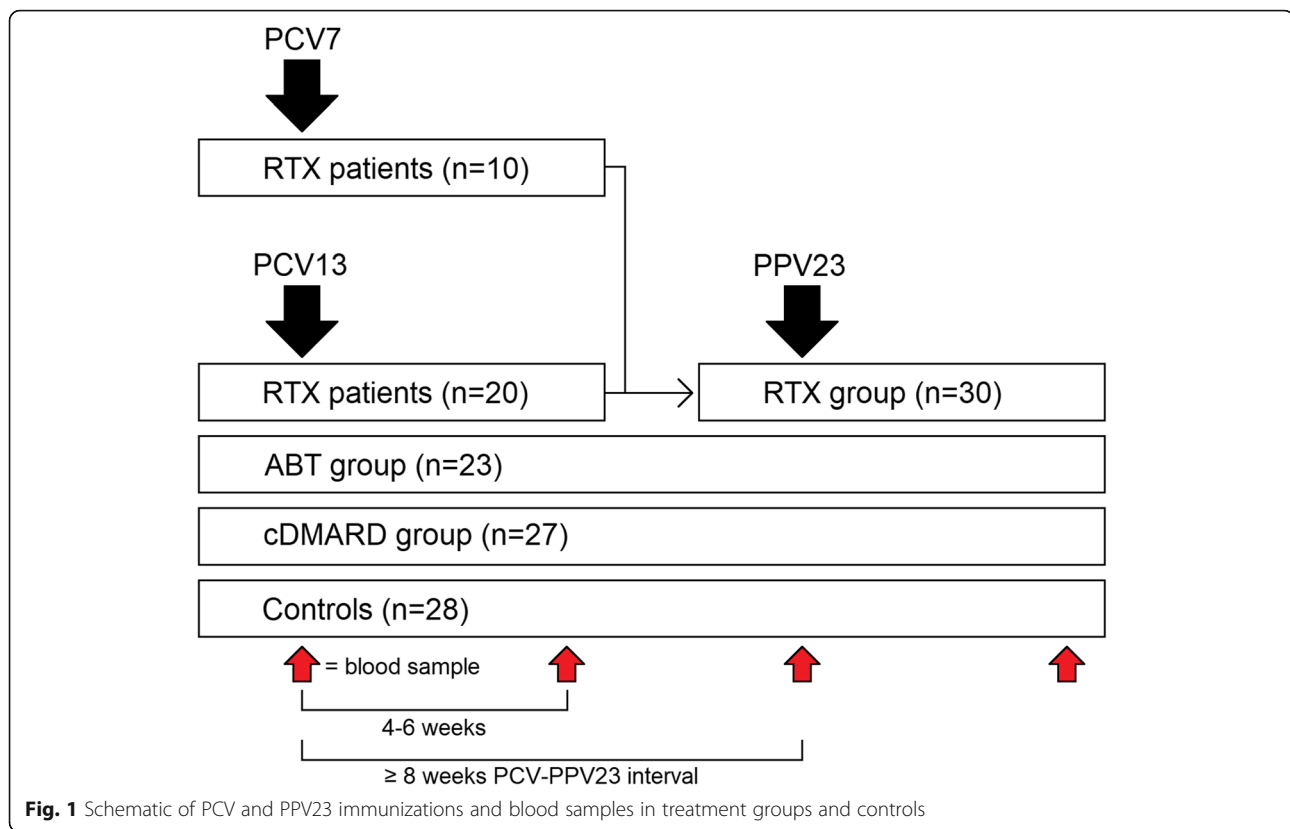 PCV7
RTX patients (n=10)
PCV13
PPV23
RTX patients (n=20)
RTX group (n=30)
ABT group (n=23)
cDMARD group (n=27)
Controls (n=28)
= blood sample
4-6 weeks
≥ 8 weeks PCV-PPV23 interval
Fig. 1 Schematic of PCV and PPV23 immunizations and blood samples in treatment groups and controls